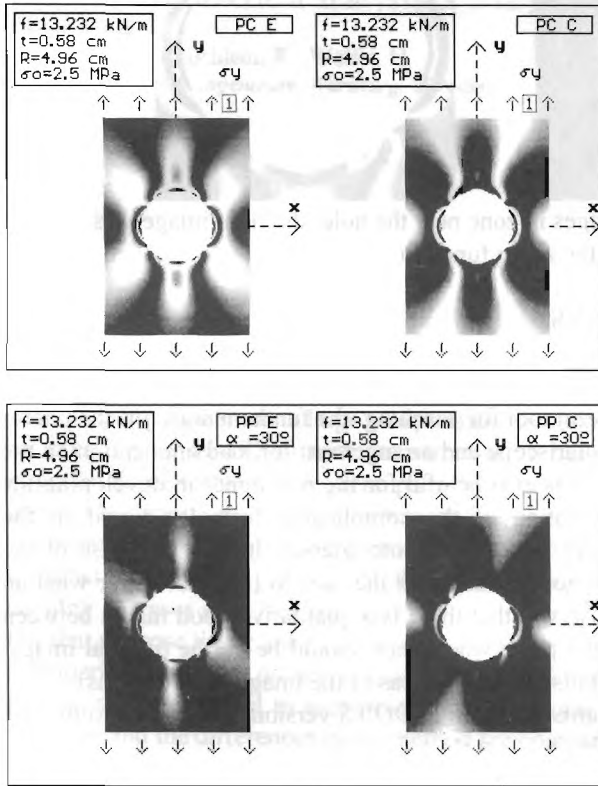 f=13.232 kN/m
t=0.58 cm
R=4.96 cm
σo=2.5 MPa
PC E
y
σy
1
x
f=13.232 kN/m
t=0.58 cm
R=4.96 cm
σo=2.5 MPa
PC C
y
σy
1
x
f=13.232 kN/m
t=0.58 cm
R=4.96 cm
σo=2.5 MPa
PP E
α =30º
y
σy
1
x
f=13.232 kN/m
t=0.58 cm
R=4.96 cm
σo=2.5 MPa
PP C
α =30º
y
σy
1
x